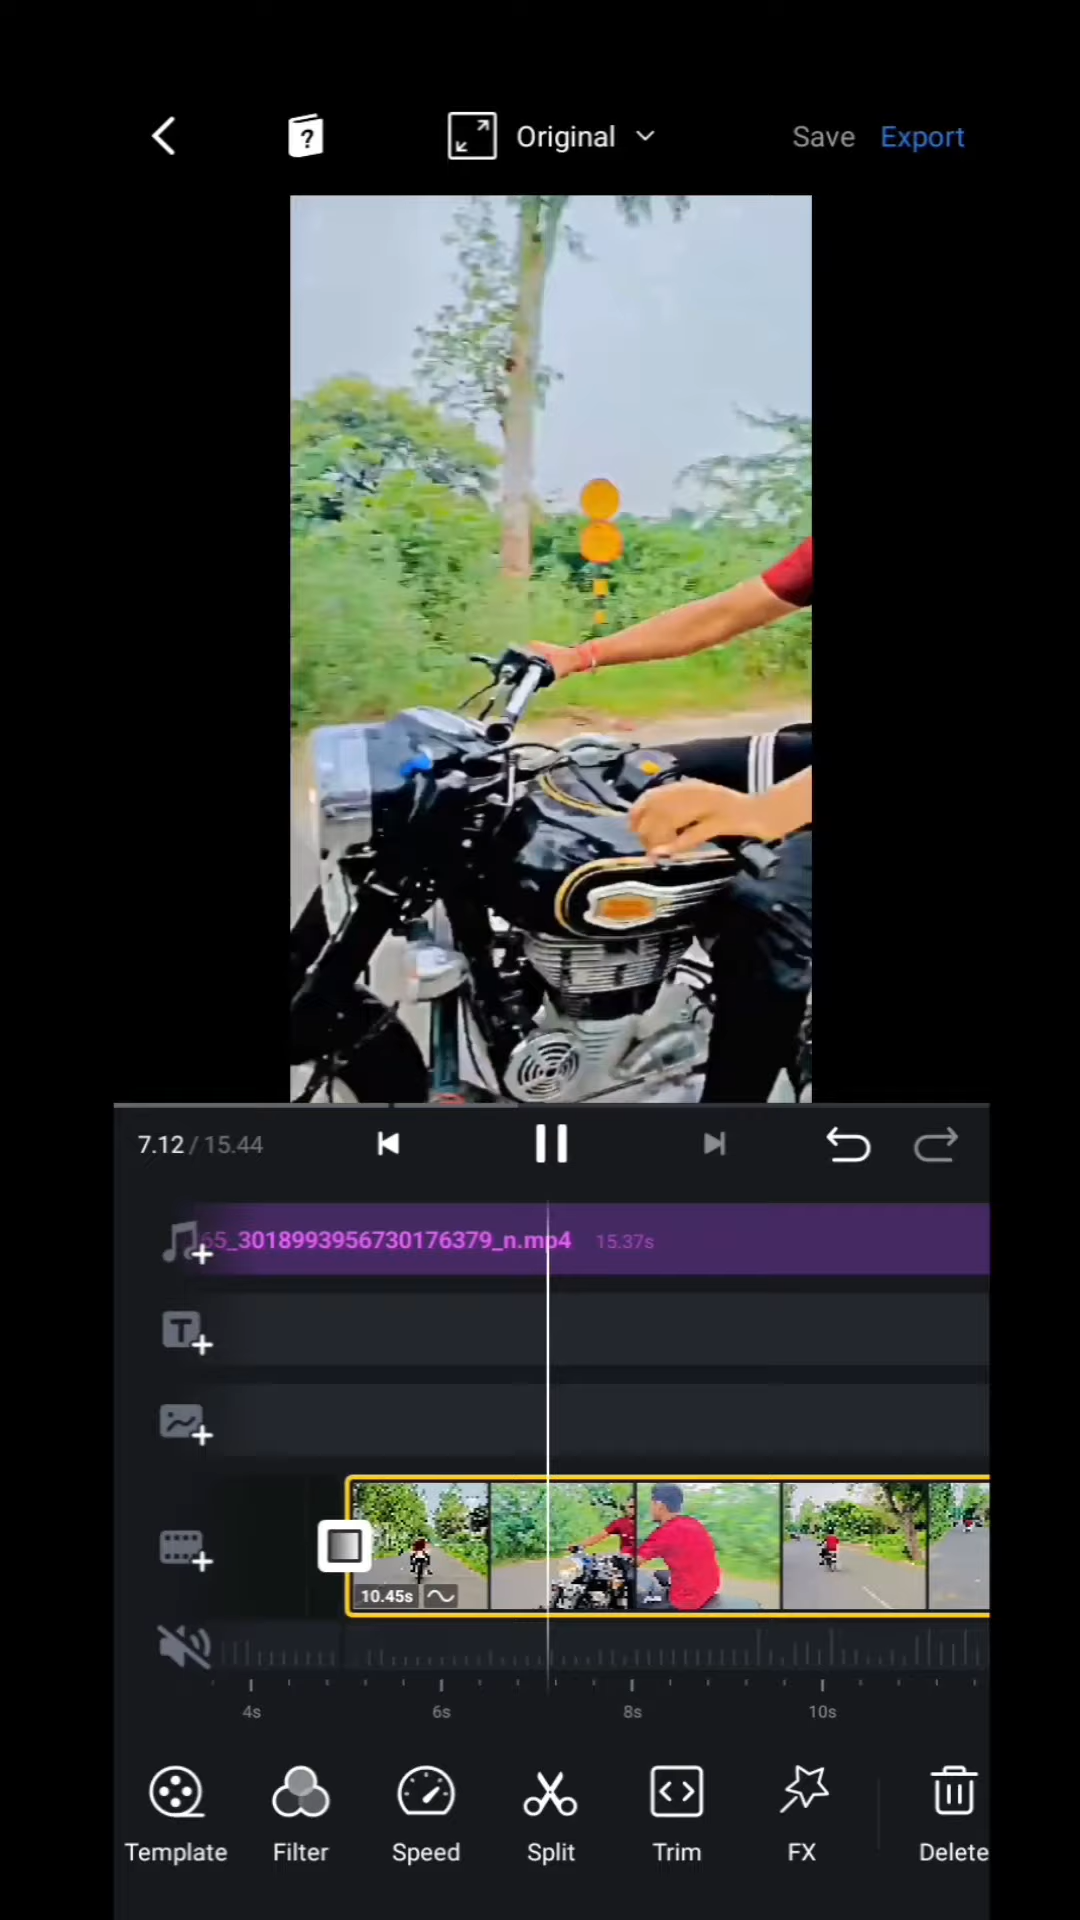 Original
Save Export
7.12 / 15.44
65_3018993956730176379_n.mp4 15.37s
10.45s
4s 6s 8s 10s
Template Filter Speed Split Trim FX Delete